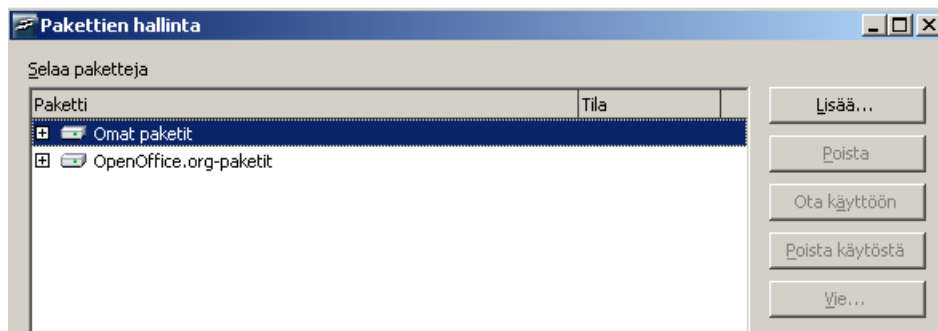 Pakettien hallinta
Selaa paketteja
Paketti Tila
Omat paketit
OpenOffice.org-paketit
Lisää...
Poista
Ota käyttöön
Poista käytöstä
Vie...